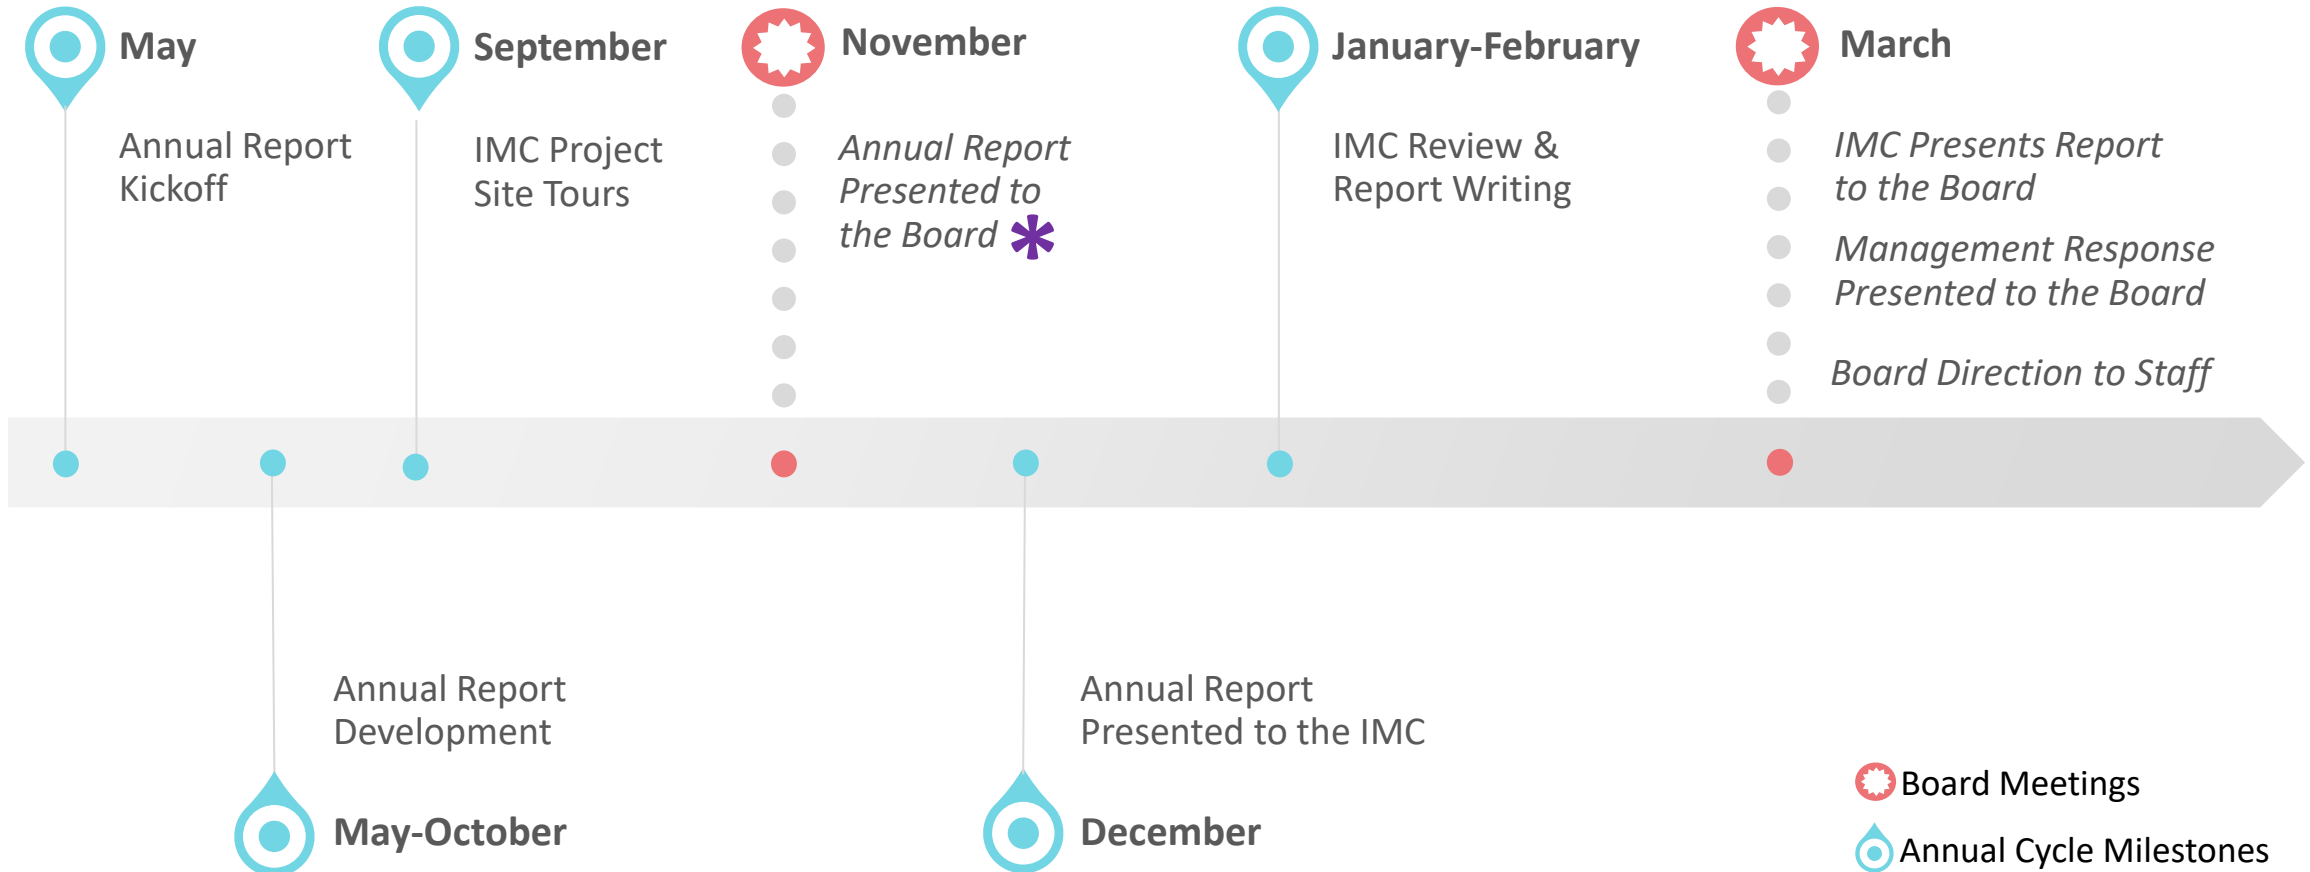 May
Annual Report
Kickoff
September
IMC Project
Site Tours
November
Annual Report
Presented to
the Board *
January-February
IMC Review &
Report Writing
March
IMC Presents Report
to the Board
Management Response
Presented to the Board
Board Direction to Staff
Annual Report
Development
May-October
Annual Report
Presented to the IMC
December
Board Meetings
Annual Cycle Milestones